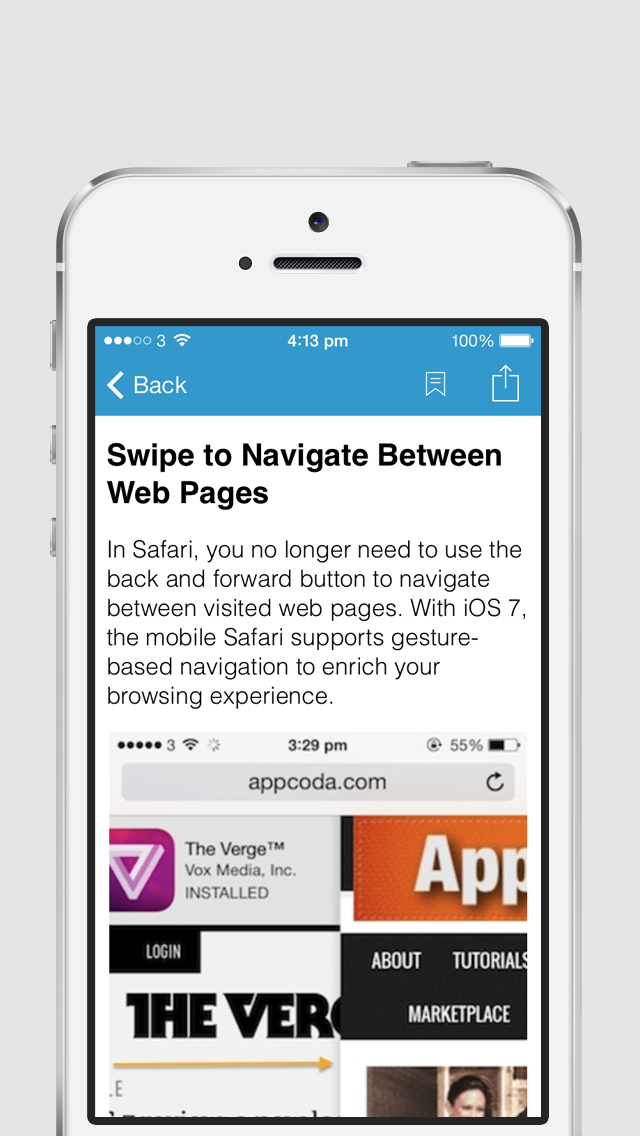 3 4:13 pm 100%
Back
Swipe to Navigate Between
Web Pages
In Safari, you no longer need to use the
back and forward button to navigate
between visited web pages. With iOS 7,
the mobile Safari supports gesture-
based navigation to enrich your
browsing experience.
3 3:29 pm 55%
appcoda.com
The Verge™
Vox Media, Inc.
INSTALLED
App
LOGIN
ABOUT TUTORIALS
THE VERG
MARKETPLACE